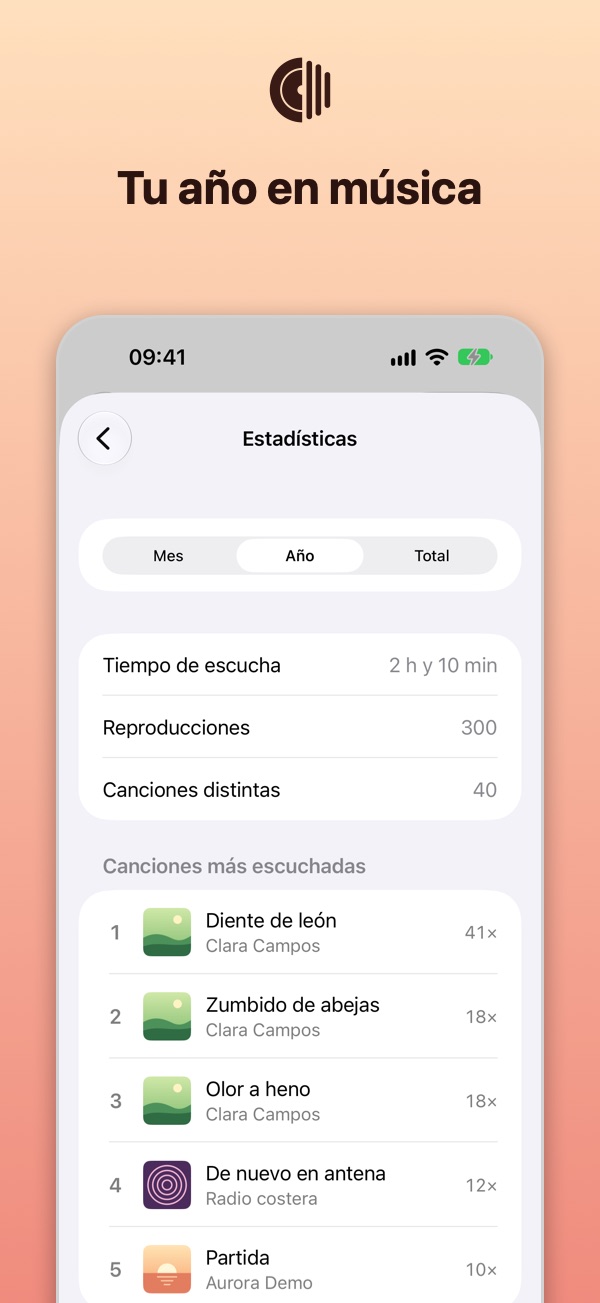 Tu año en música
09:41
Estadísticas
Mes Año Total
Tiempo de escucha 2 h y 10 min
Reproducciones 300
Canciones distintas 40
Canciones más escuchadas
1 Diente de león 41×
Clara Campos
2 Zumbido de abejas 18×
Clara Campos
3 Olor a heno 18×
Clara Campos
4 De nuevo en antena 12×
Radio costera
5 Partida 10×
Aurora Demo